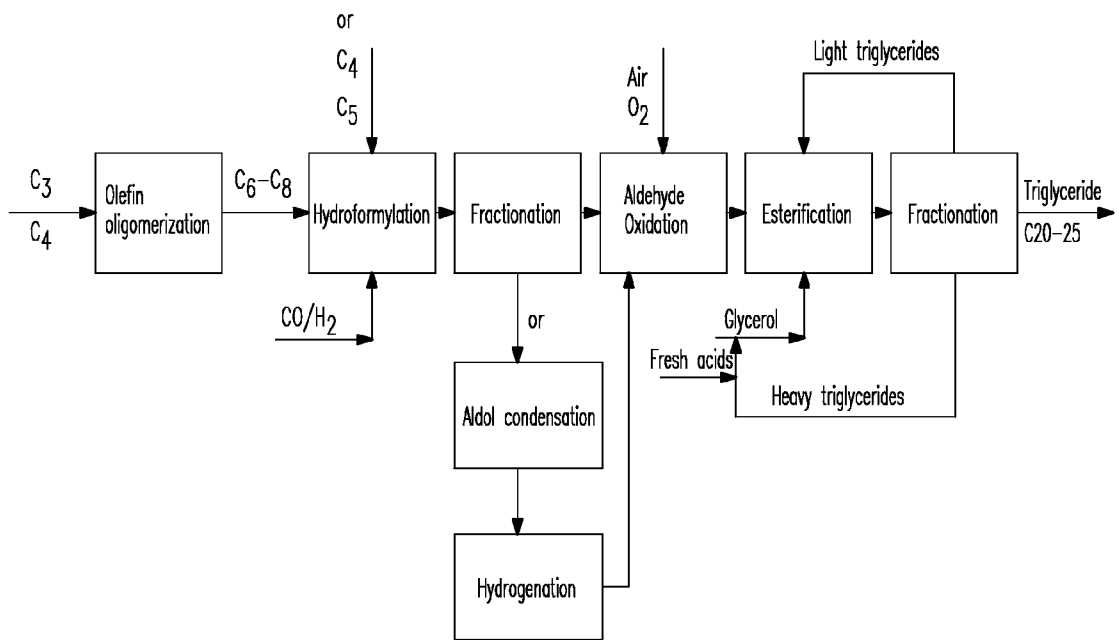 or
C4
C5
Air
O2
Light triglycerides
C3
C4
Olefin
oligomerization
C6–C8
Hydroformylation
Fractionation
Aldehyde
Oxidation
Esterification
Fractionation
Triglyceride
C20–25
CO/H2
or
Glycerol
Fresh acids
Heavy triglycerides
Aldol condensation
Hydrogenation